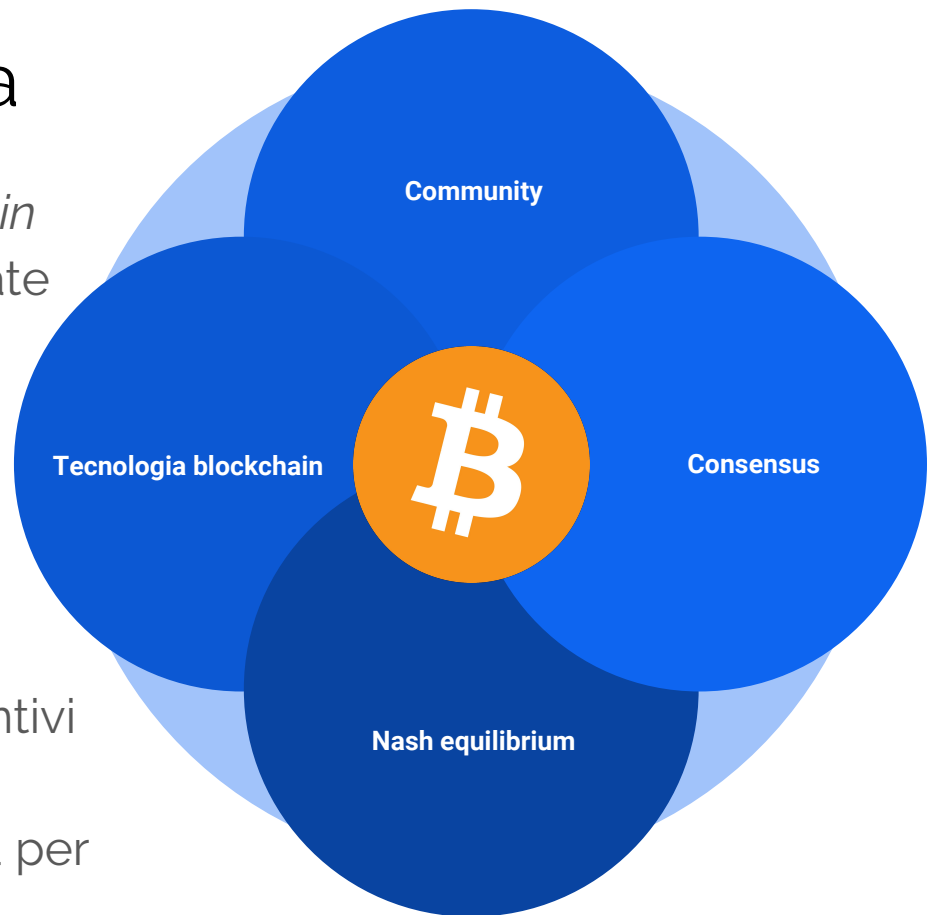 a
in
ate
Community
Tecnologia blockchain
Consensus
ntivi
Nash equilibrium
. per